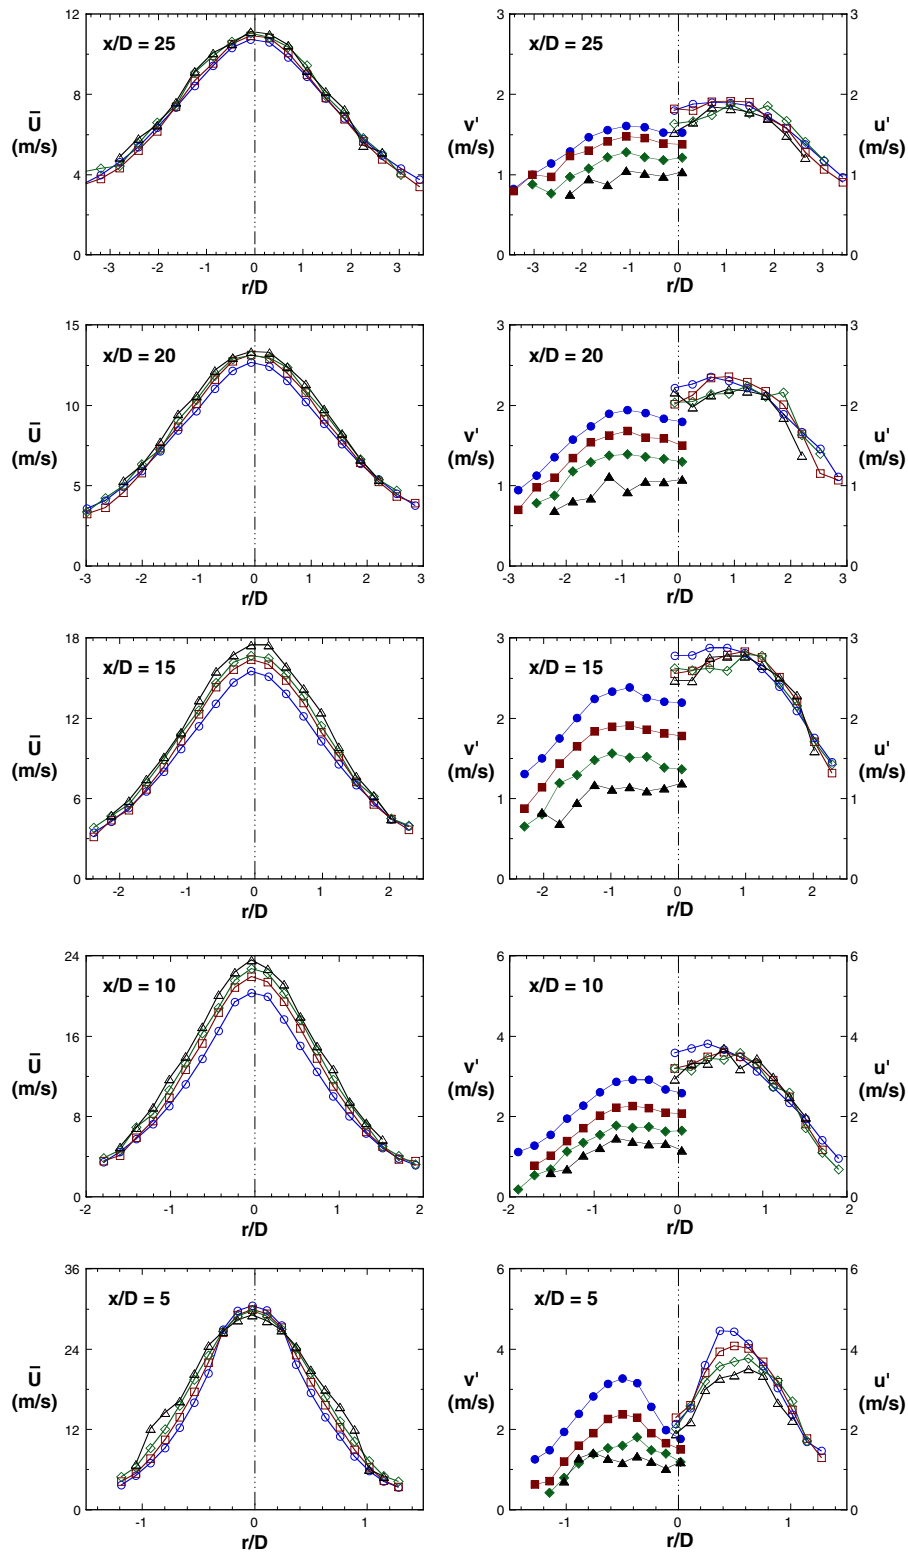 12
8
4
0
x/D = 25
U
(m/s)
-3 -2 -1 0 1 2 3
r/D
3
2
1
0
x/D = 25
v'
(m/s)
3
2
1
0
u'
(m/s)
-3 -2 -1 0 1 2 3
r/D
15
10
5
0
x/D = 20
U
(m/s)
-3 -2 -1 0 1 2 3
r/D
3
2
1
0
x/D = 20
v'
(m/s)
3
2
1
0
u'
(m/s)
-3 -2 -1 0 1 2 3
r/D
18
12
6
0
x/D = 15
U
(m/s)
-2 -1 0 1 2
r/D
3
2
1
0
x/D = 15
v'
(m/s)
3
2
1
0
u'
(m/s)
-2 -1 0 1 2
r/D
24
16
8
0
x/D = 10
U
(m/s)
-2 -1 0 1 2
r/D
6
4
2
0
x/D = 10
v'
(m/s)
6
4
2
0
u'
(m/s)
-2 -1 0 1 2
r/D
36
24
12
0
x/D = 5
U
(m/s)
-1 0 1
r/D
6
4
2
0
x/D = 5
v'
(m/s)
6
4
2
0
u'
(m/s)
-1 0 1
r/D